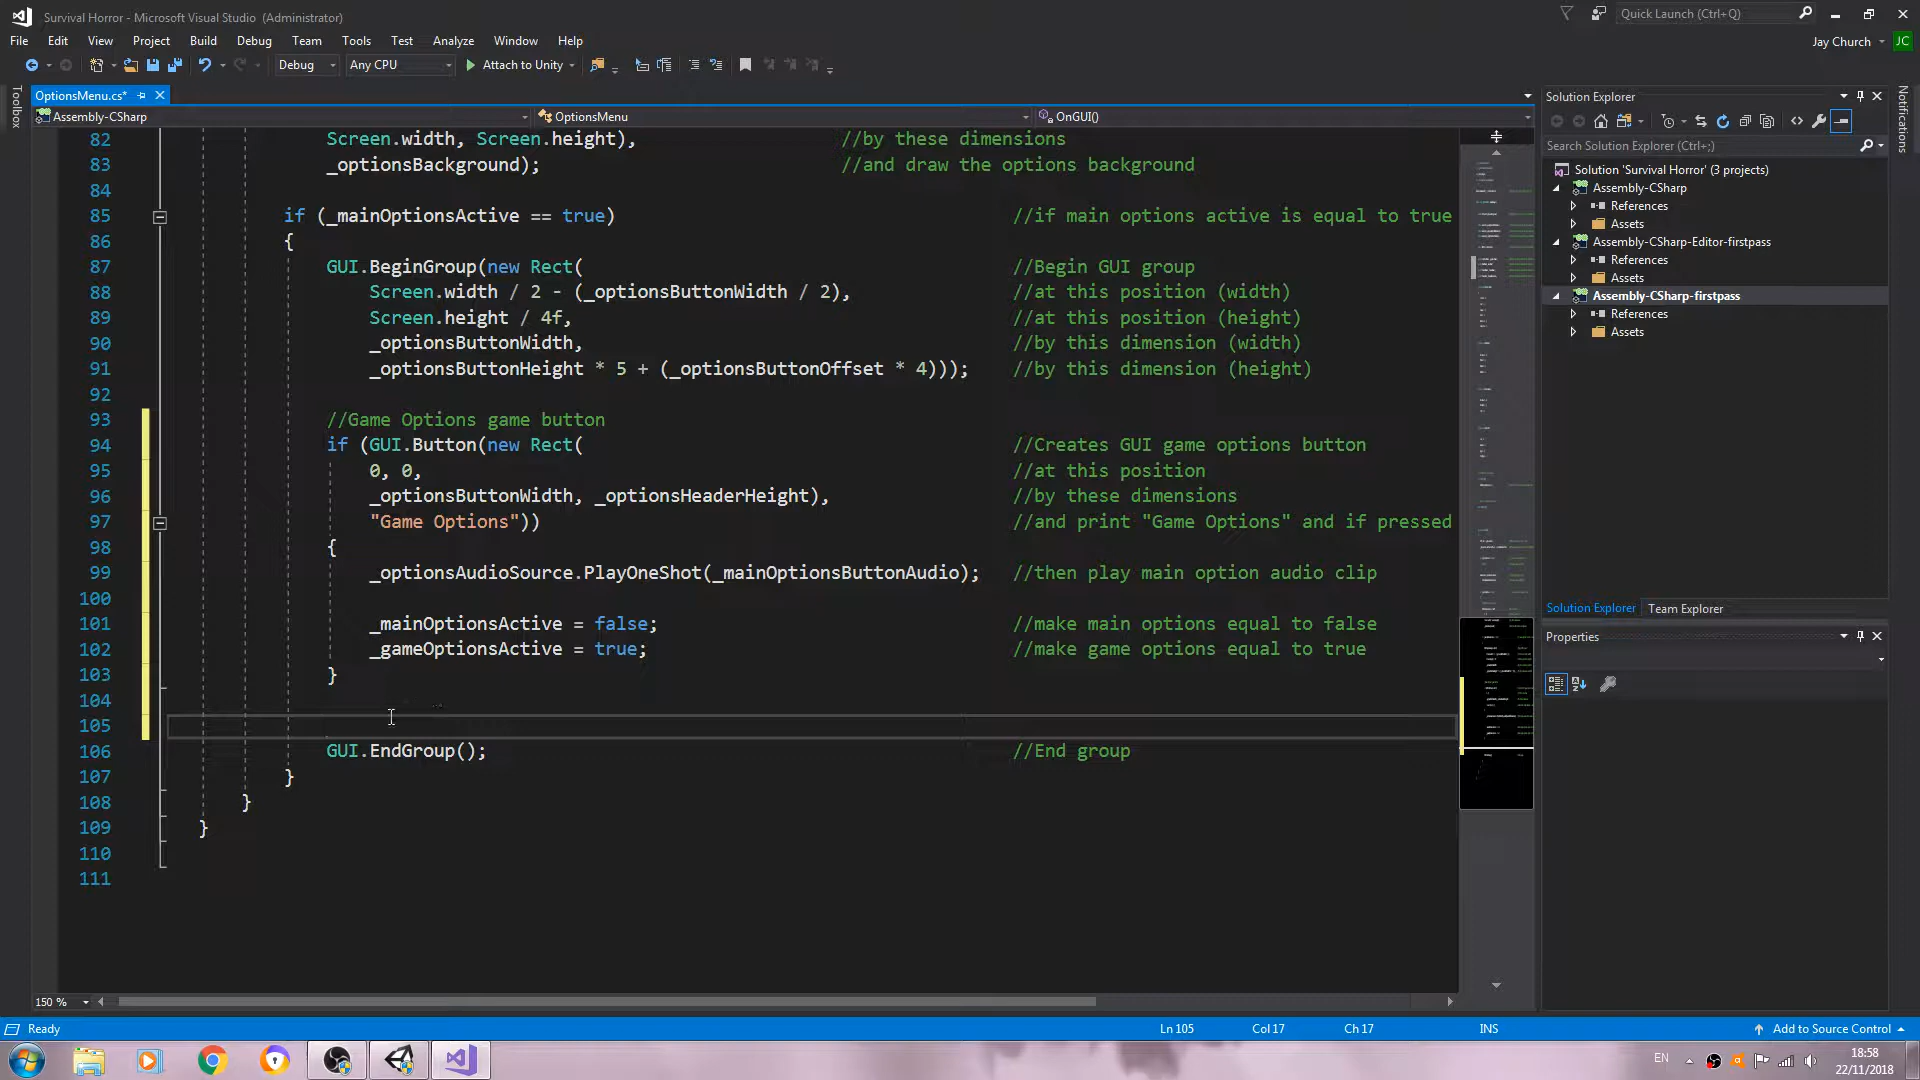 Survival Horror - Microsoft Visual Studio (Administrator)
Quick Launch (Ctrl+Q)
File Edit View Project Build Debug Team Tools Test Analyze Window Help
Jay Church JC
Debug Any CPU Attach to Unity
Toolbox
OptionsMenu.cs*
Assembly-CSharp OptionsMenu OnGUI()
82 Screen.width, Screen.height), //by these dimensions
83 _optionsBackground); //and draw the options background
84
85 if (_mainOptionsActive == true) //if main options active is equal to true
86 {
87 GUI.BeginGroup(new Rect( //Begin GUI group
88 Screen.width / 2 - (_optionsButtonWidth / 2), //at this position (width)
89 Screen.height / 4f, //at this position (height)
90 _optionsButtonWidth, //by this dimension (width)
91 _optionsButtonHeight * 5 + (_optionsButtonOffset * 4))); //by this dimension (height)
92
93 //Game Options game button
94 if (GUI.Button(new Rect( //Creates GUI game options button
95 0, 0, //at this position
96 _optionsButtonWidth, _optionsHeaderHeight), //by these dimensions
97 "Game Options")) //and print "Game Options" and if pressed
98 {
99 _optionsAudioSource.PlayOneShot(_mainOptionsButtonAudio); //then play main option audio clip
100
101 _mainOptionsActive = false; //make main options equal to false
102 _gameOptionsActive = true; //make game options equal to true
103 }
104
105
106 GUI.EndGroup(); //End group
107 }
108 }
109 }
110
111
150 %
Solution Explorer
Search Solution Explorer (Ctrl+;)
Solution 'Survival Horror' (3 projects)
Assembly-CSharp
References
Assets
Assembly-CSharp-Editor-firstpass
References
Assets
Assembly-CSharp-firstpass
References
Assets
Solution Explorer Team Explorer
Properties
Notifications
Ready Ln 105 Col 17 Ch 17 INS Add to Source Control
EN 18:58
22/11/2018